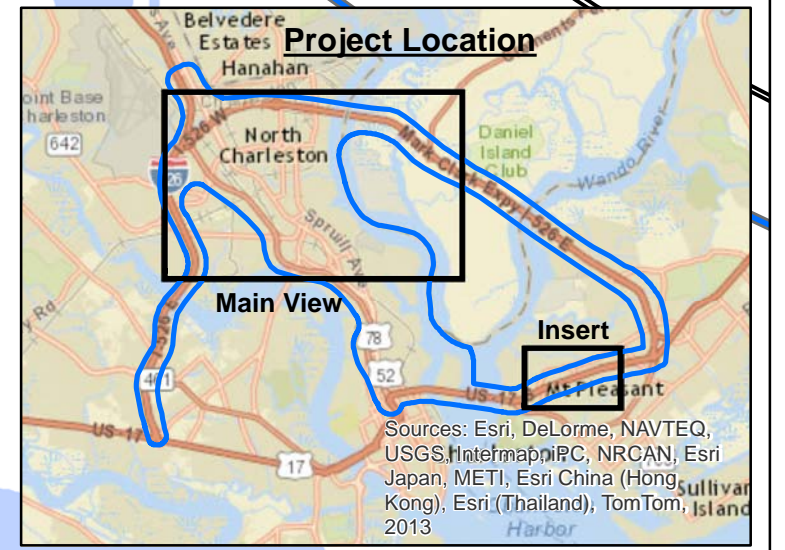 Belvedere
Estates
Project Location
Hanahan
oint Base
harleston
I-526 W
642
North
Charleston
Daniel
Island
Club
Mark Clark Expy I-526 E
Wando River
26
Spruill Ave
Main View
Insert
y Rd
I-526 E
78
52
US-17
Mt Pleasant
US-17
17
Sources: Esri, DeLorme, NAVTEQ,
USGS, Intermap, iPC, NRCAN, Esri
Japan, METI, Esri China (Hong
Kong), Esri (Thailand), TomTom,
2013
Sullivan
Island
Harbor